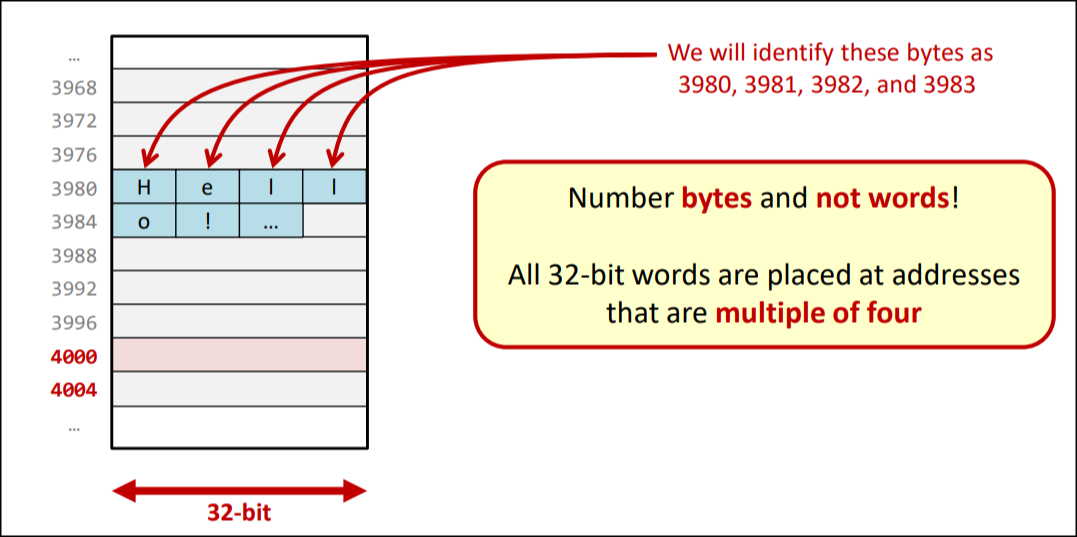 …
3968
3972
3976
3980 H e l l
3984 o ! …
3988
3992
3996
4000
4004
…
32-bit
We will identify these bytes as
3980, 3981, 3982, and 3983
Number bytes and not words!
All 32-bit words are placed at addresses
that are multiple of four